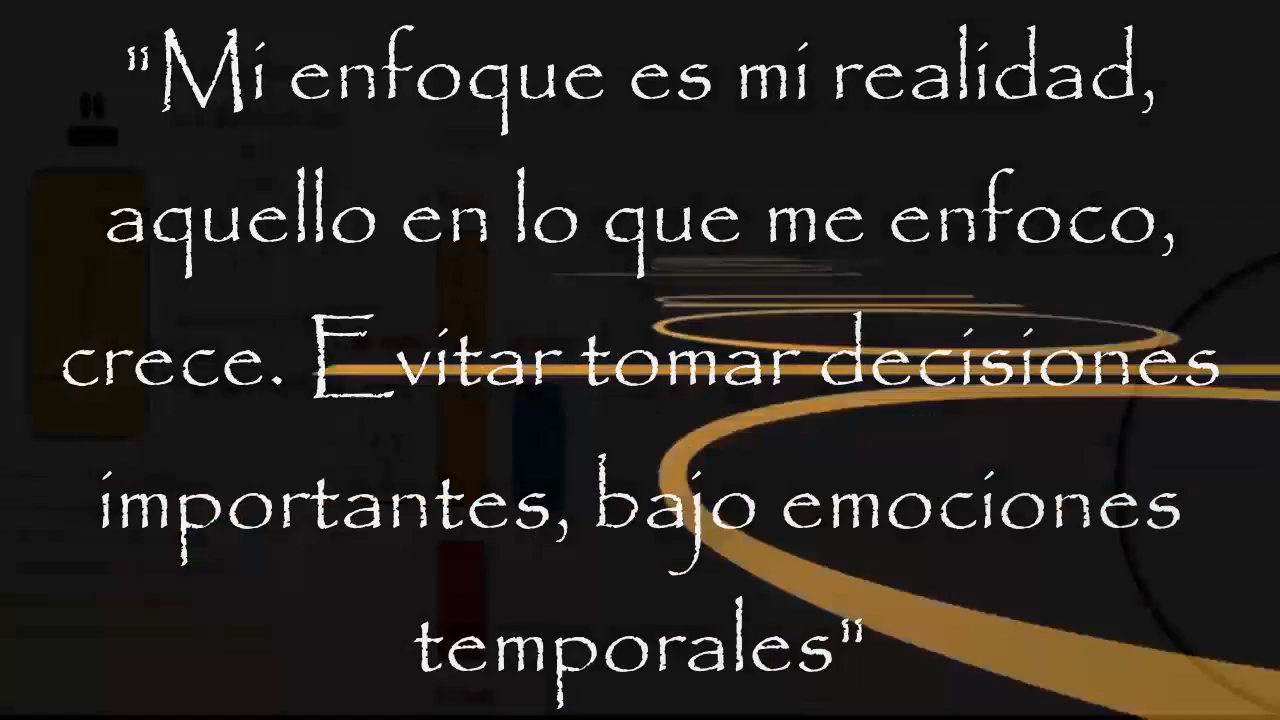 "Mi enfoque es mi realidad,
aquello en lo que me enfoco,
crece. Evitar tomar decisiones
importantes, bajo emociones
temporales"